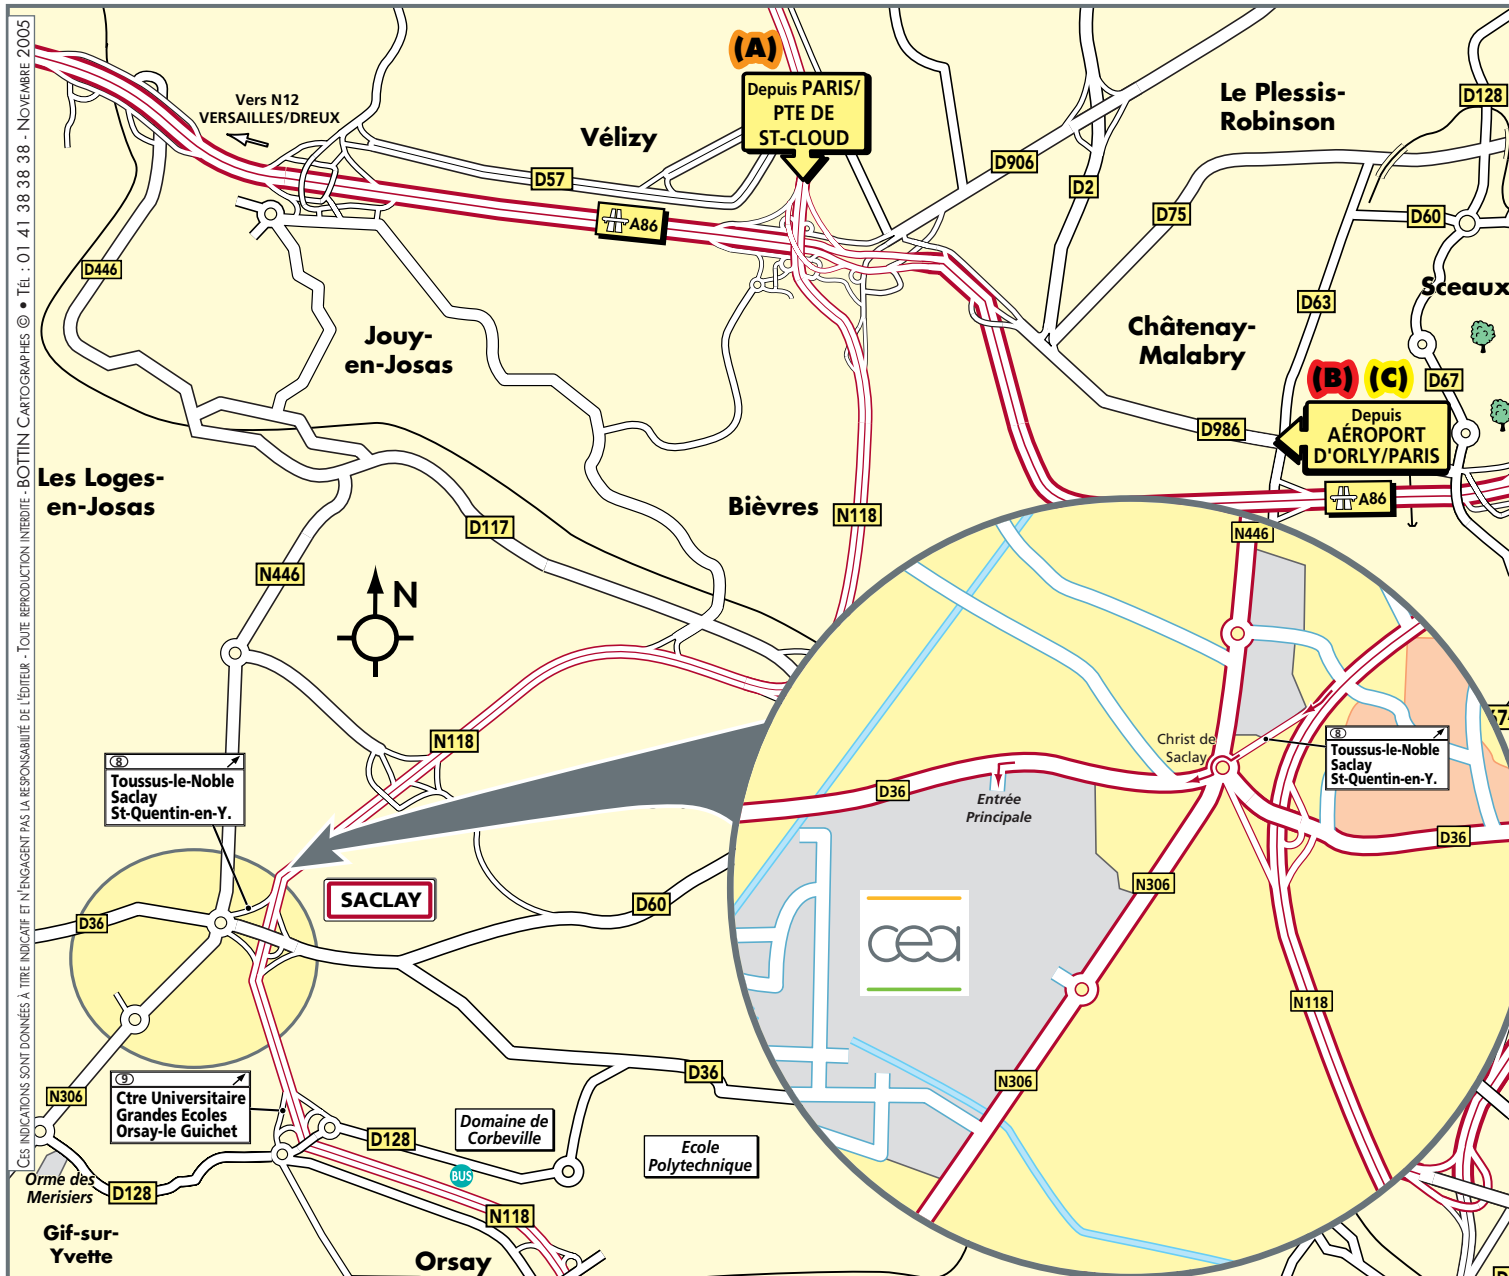 CES INDICATIONS SONT DONNÉES À TITRE INDICATIF ET N'ENGAGENT PAS LA RESPONSABILITÉ DE L'ÉDITEUR - TOUTE REPRODUCTION INTERDITE - BOTTIN CARTOGRAPHES © • TÉL : 01 41 38 38 38 - NOVEMBRE 2005
(A)
Depuis PARIS/
PTE DE
ST-CLOUD
Vers N12
VERSAILLES/DREUX
Vélizy
Le Plessis-
Robinson
D128
D906
D57
D2
D75
D60
A86
D446
Sceaux
D63
Jouy-
en-Josas
Châtenay-
Malabry
(B) (C)
D67
Depuis
AÉROPORT
D'ORLY/PARIS
D986
Les Loges-
en-Josas
Bièvres
N118
A86
D117
N446
N446
N
N118
Christ de
Saclay
8
Toussus-le-Noble
Saclay
St-Quentin-en-Y.
8
Toussus-le-Noble
Saclay
St-Quentin-en-Y.
D36
Entrée
Principale
D36
N306
SACLAY
D60
D36
cea
N118
D36
N306
N306
9
Ctre Universitaire
Grandes Ecoles
Orsay-le Guichet
D128
Domaine de
Corbeville
Ecole
Polytechnique
BUS
Orme des
Merisiers
D128
N118
Gif-sur-
Yvette
Orsay